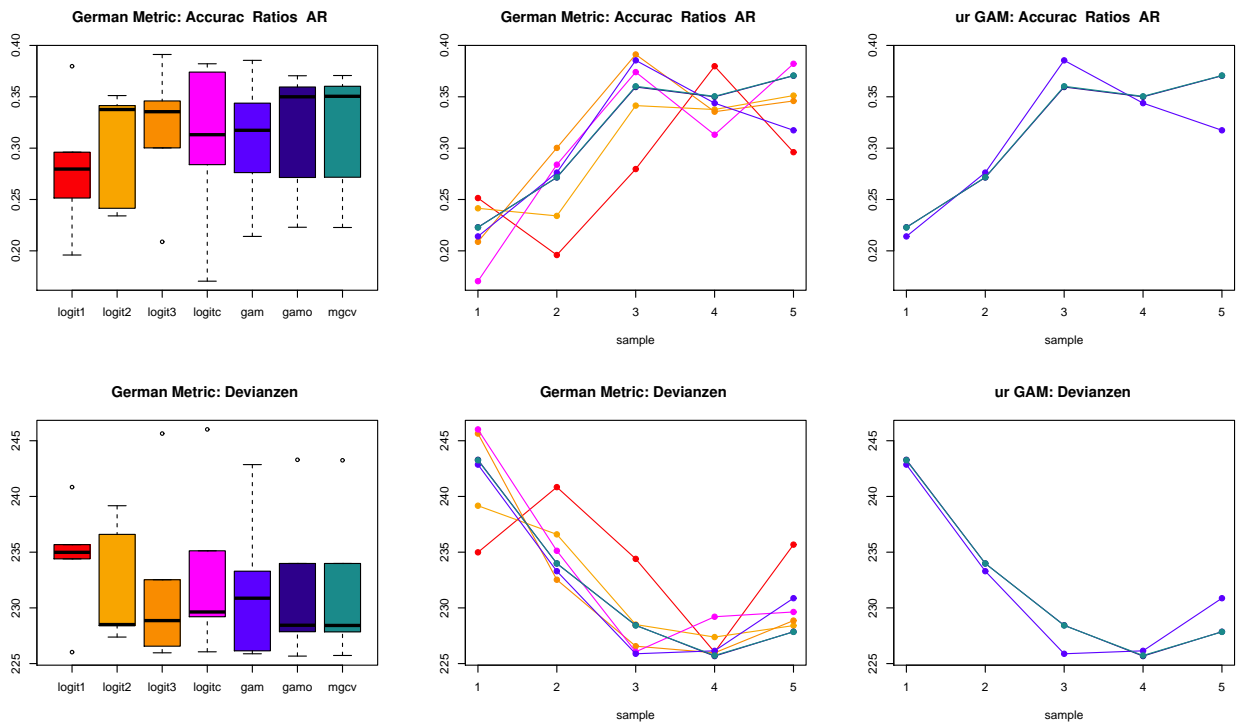 German Metric: Accurac Ratios AR
0.20 0.25 0.30 0.35 0.40
logit1 logit2 logit3 logitc gam gamo mgcv
German Metric: Accurac Ratios AR
0.20 0.25 0.30 0.35 0.40
1 2 3 4 5
sample
ur GAM: Accurac Ratios AR
0.20 0.25 0.30 0.35 0.40
1 2 3 4 5
sample
German Metric: Devianzen
225 230 235 240 245
logit1 logit2 logit3 logitc gam gamo mgcv
German Metric: Devianzen
225 230 235 240 245
1 2 3 4 5
sample
ur GAM: Devianzen
225 230 235 240 245
1 2 3 4 5
sample